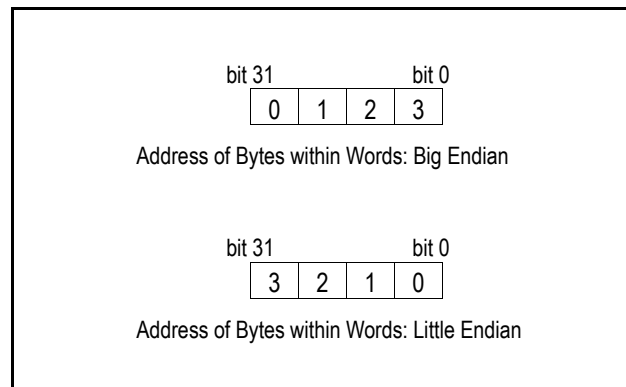 bit 31 bit 0
0 1 2 3
Address of Bytes within Words: Big Endian
bit 31 bit 0
3 2 1 0
Address of Bytes within Words: Little Endian